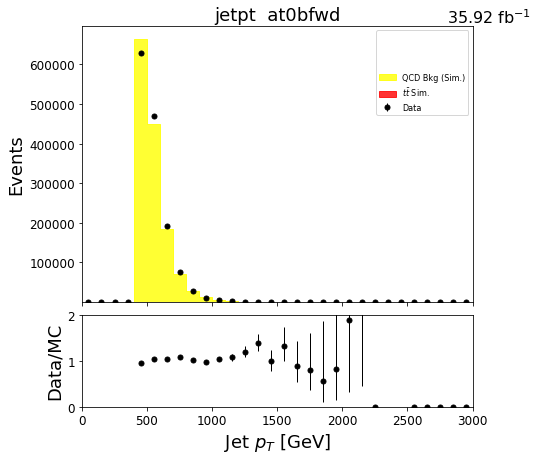 jetpt at0bfwd
35.92 fb⁻¹
QCD Bkg (Sim.)
tt̄ Sim.
Data
Events
600000
500000
400000
300000
200000
100000
Data/MC
2
1
0
0 500 1000 1500 2000 2500 3000
Jet p_T [GeV]